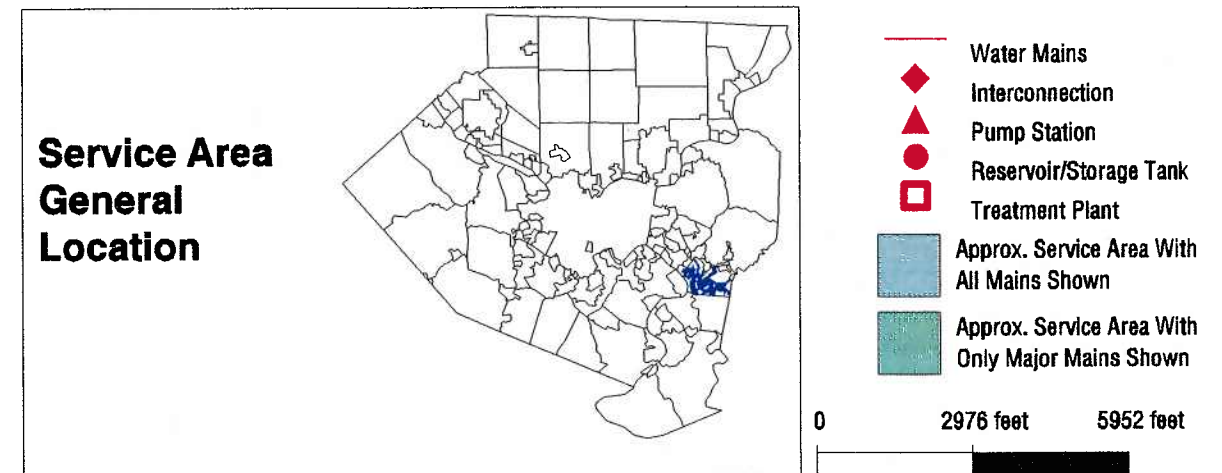 Service Area
General
Location
Water Mains
Interconnection
Pump Station
Reservoir/Storage Tank
Treatment Plant
Approx. Service Area With
All Mains Shown
Approx. Service Area With
Only Major Mains Shown
0 2976 feet 5952 feet